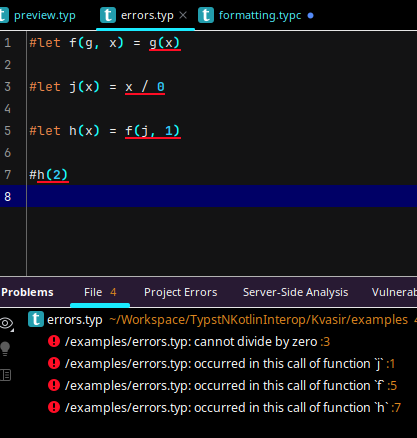 preview.typ errors.typ formatting.typc
1 #let f(g, x) = g(x)
2
3 #let j(x) = x / 0
4
5 #let h(x) = f(j, 1)
6
7 #h(2)
8
Problems File 4 Project Errors Server-Side Analysis Vulnerab
errors.typ ~/Workspace/TypstNKotlinInterop/Kvasir/examples 4
/examples/errors.typ: cannot divide by zero :3
/examples/errors.typ: occurred in this call of function `j` :1
/examples/errors.typ: occurred in this call of function `f` :5
/examples/errors.typ: occurred in this call of function `h` :7